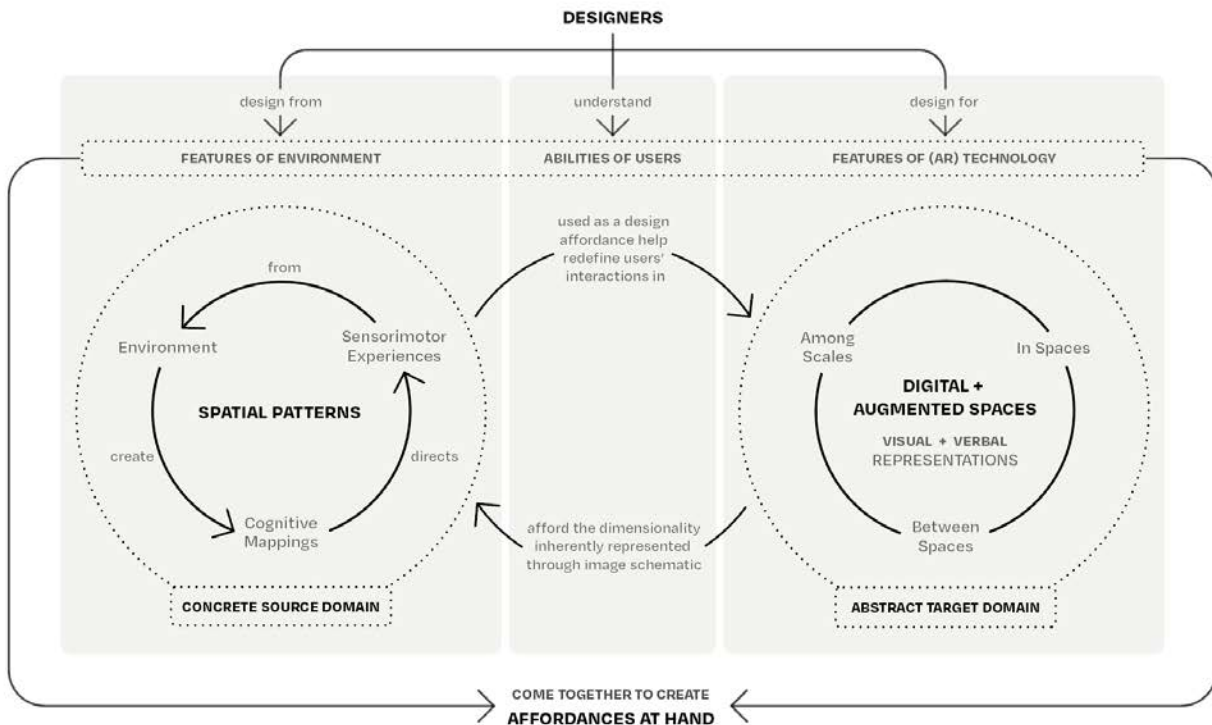 DESIGNERS
design from
understand
design for
FEATURES OF ENVIRONMENT
ABILITIES OF USERS
FEATURES OF (AR) TECHNOLOGY
from
Environment
Sensorimotor
Experiences
SPATIAL PATTERNS
create
directs
Cognitive
Mappings
CONCRETE SOURCE DOMAIN
used as a design
affordance help
redefine users'
interactions in
afford the dimensionality
inherently represented
through image schematic
Among
Scales
In Spaces
DIGITAL +
AUGMENTED SPACES
VISUAL + VERBAL
REPRESENTATIONS
Between
Spaces
ABSTRACT TARGET DOMAIN
COME TOGETHER TO CREATE
AFFORDANCES AT HAND